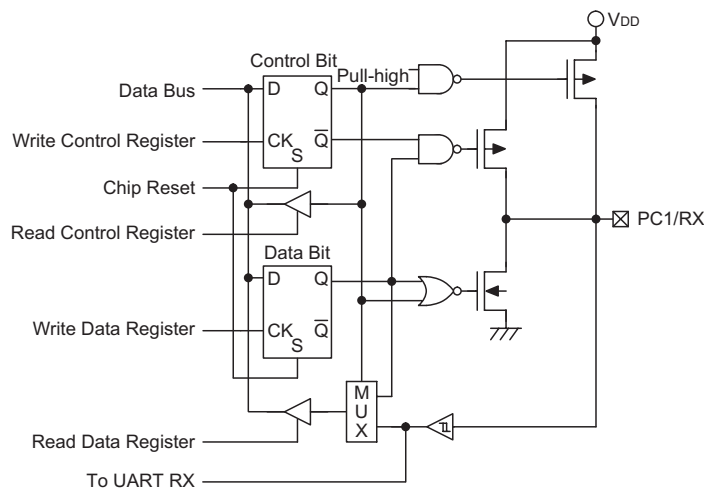 VDD
Control Bit
Pull-high
Data Bus
D Q
Write Control Register
CK Q
S
Chip Reset
Read Control Register
PC1/RX
Data Bit
D Q
Write Data Register
CK Q
S
M
U
X
Read Data Register
To UART RX